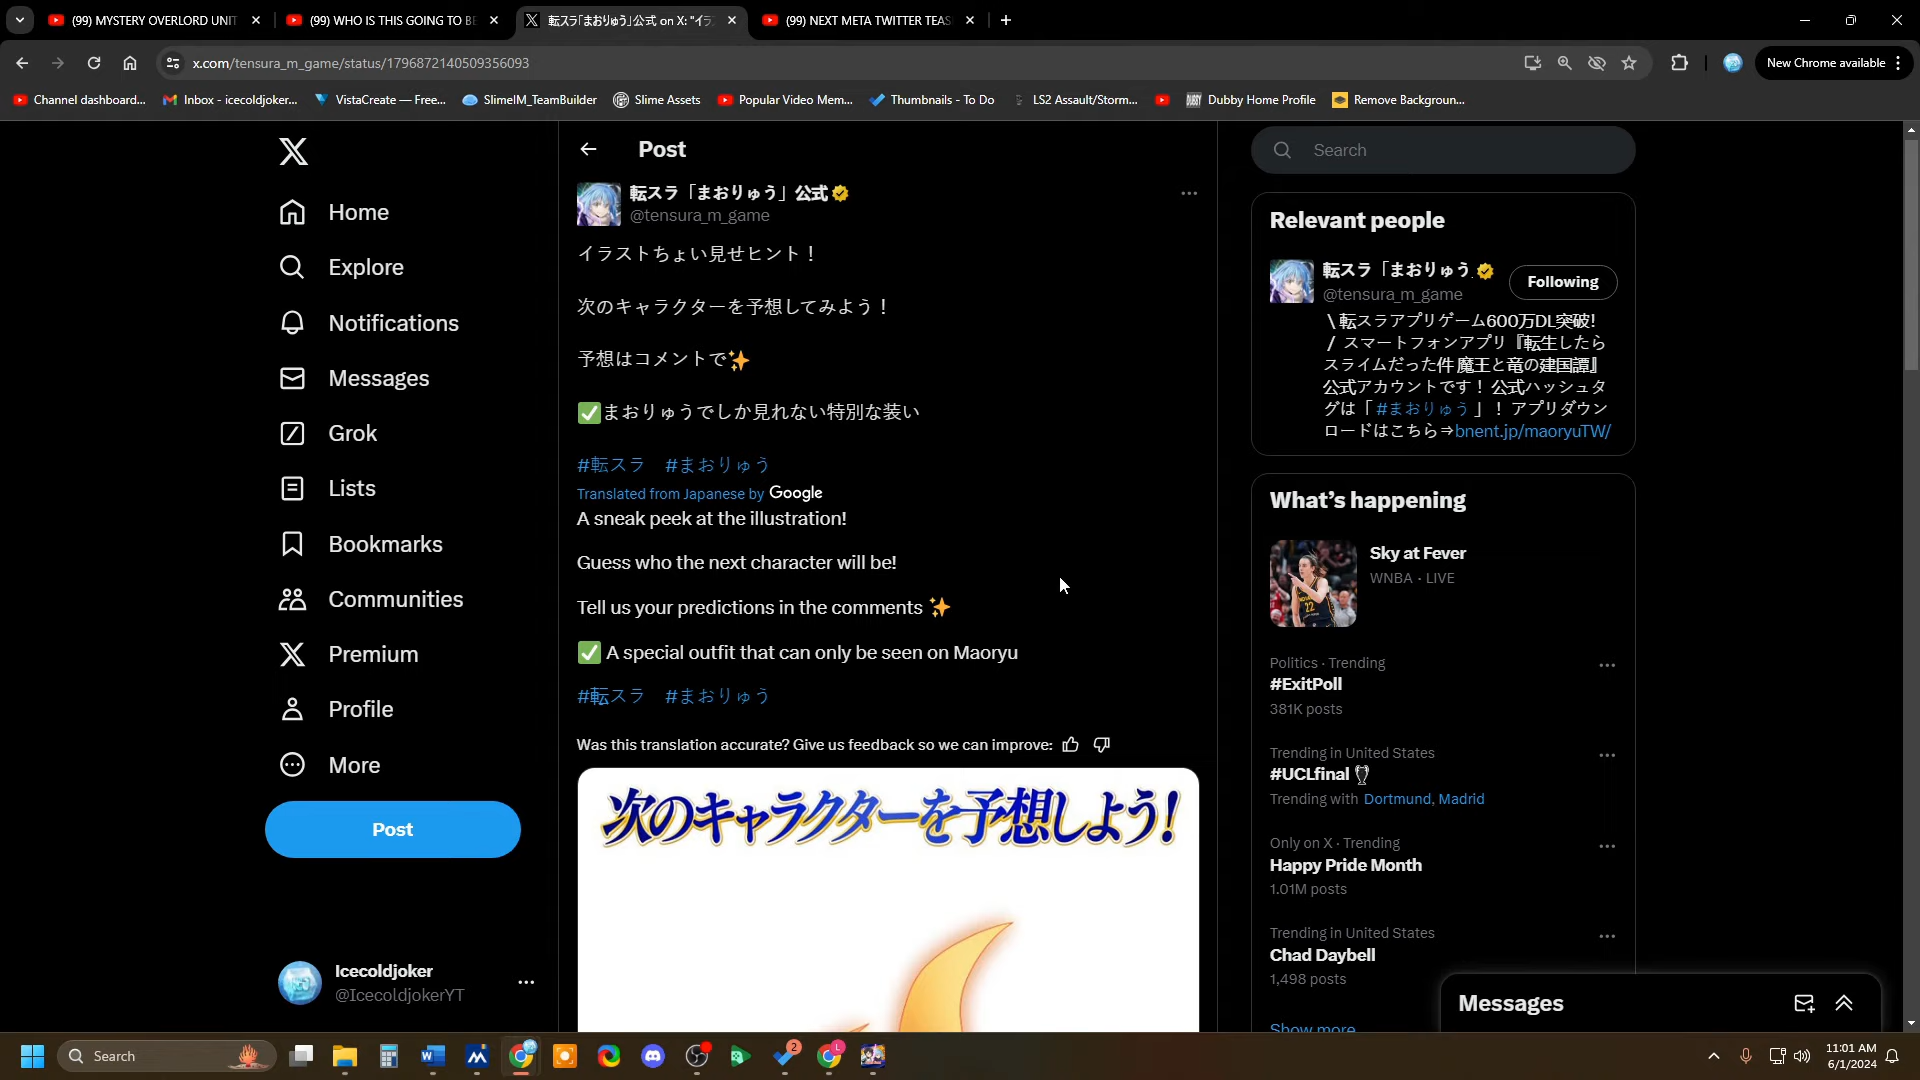 (99) MYSTERY OVERLORD UNIT
(99) WHO IS THIS GOING TO BE
転スラ「まおりゅう」公式 on X: "イラ
(99) NEXT META TWITTER TEAS
x.com/tensura_m_game/status/1796872140509356093
New Chrome available
Channel dashboard...
Inbox - icecoldjoker...
VistaCreate — Free...
SlimeIM_TeamBuilder
Slime Assets
Popular Video Mem...
Thumbnails - To Do
LS2 Assault/Storm...
DUBBY
Dubby Home Profile
Remove Backgroun...
Home
Explore
Notifications
Messages
Grok
Lists
Bookmarks
Communities
Premium
Profile
More
Post
Icecoldjoker
@IcecoldjokerYT
Post
転スラ「まおりゅう」公式
@tensura_m_game
イラストちょい見せヒント！
次のキャラクターを予想してみよう！
予想はコメントで✨
✅まおりゅうでしか見れない特別な装い
#転スラ #まおりゅう
Translated from Japanese by Google
A sneak peek at the illustration!
Guess who the next character will be!
Tell us your predictions in the comments ✨
✅ A special outfit that can only be seen on Maoryu
#転スラ #まおりゅう
Was this translation accurate? Give us feedback so we can improve:
次のキャラクターを予想しよう！
Search
Relevant people
転スラ「まおりゅう
Following
@tensura_m_game
\ 転スラアプリゲーム600万DL突破!
/ スマートフォンアプリ『転生したら
スライムだった件 魔王と竜の建国譚』
公式アカウントです！ 公式ハッシュタ
グは「 #まおりゅう 」！ アプリダウン
ロードはこちら⇒bnent.jp/maoryuTW/
What's happening
Sky at Fever
WNBA · LIVE
22
Politics · Trending
#ExitPoll
381K posts
Trending in United States
#UCLfinal
Trending with Dortmund, Madrid
Only on X · Trending
Happy Pride Month
1.01M posts
Trending in United States
Chad Daybell
1,498 posts
Show more
Messages
Search
2
L
11:01 AM
6/1/2024